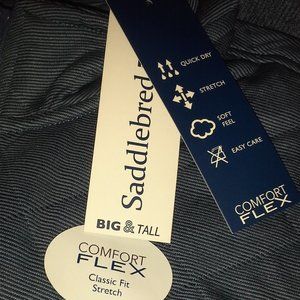 Saddlebred
BIG & TALL
QUICK DRY
STRETCH
SOFT
FEEL
EASY CARE
COMFORT
FLEX
COMFORT
FLEX
Classic Fit
Stretch